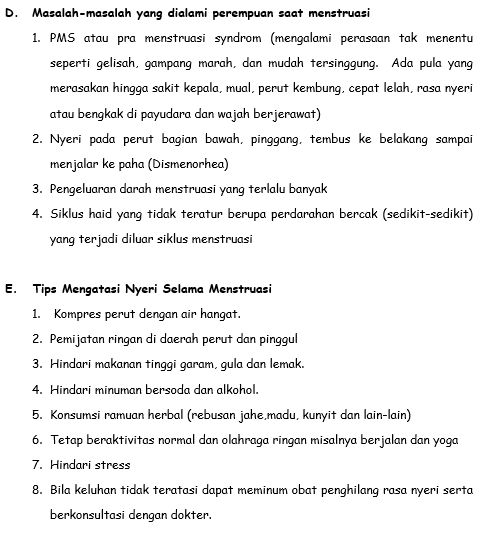 D. Masalah-masalah yang dialami perempuan saat menstruasi
1. PMS atau pra menstruasi syndrom (mengalami perasaan tak menentu
seperti gelisah, gampang marah, dan mudah tersinggung. Ada pula yang
merasakan hingga sakit kepala, mual, perut kembung, cepat lelah, rasa nyeri
atau bengkak di payudara dan wajah berjerawat)
2. Nyeri pada perut bagian bawah, pinggang, tembus ke belakang sampai
menjalar ke paha (Dismenorhea)
3. Pengeluaran darah menstruasi yang terlalu banyak
4. Siklus haid yang tidak teratur berupa perdarahan bercak (sedikit-sedikit)
yang terjadi diluar siklus menstruasi
E. Tips Mengatasi Nyeri Selama Menstruasi
1. Kompres perut dengan air hangat.
2. Pemijatan ringan di daerah perut dan pinggul
3. Hindari makanan tinggi garam, gula dan lemak.
4. Hindari minuman bersoda dan alkohol.
5. Konsumsi ramuan herbal (rebusan jahe,madu, kunyit dan lain-lain)
6. Tetap beraktivitas normal dan olahraga ringan misalnya berjalan dan yoga
7. Hindari stress
8. Bila keluhan tidak teratasi dapat meminum obat penghilang rasa nyeri serta
berkonsultasi dengan dokter.